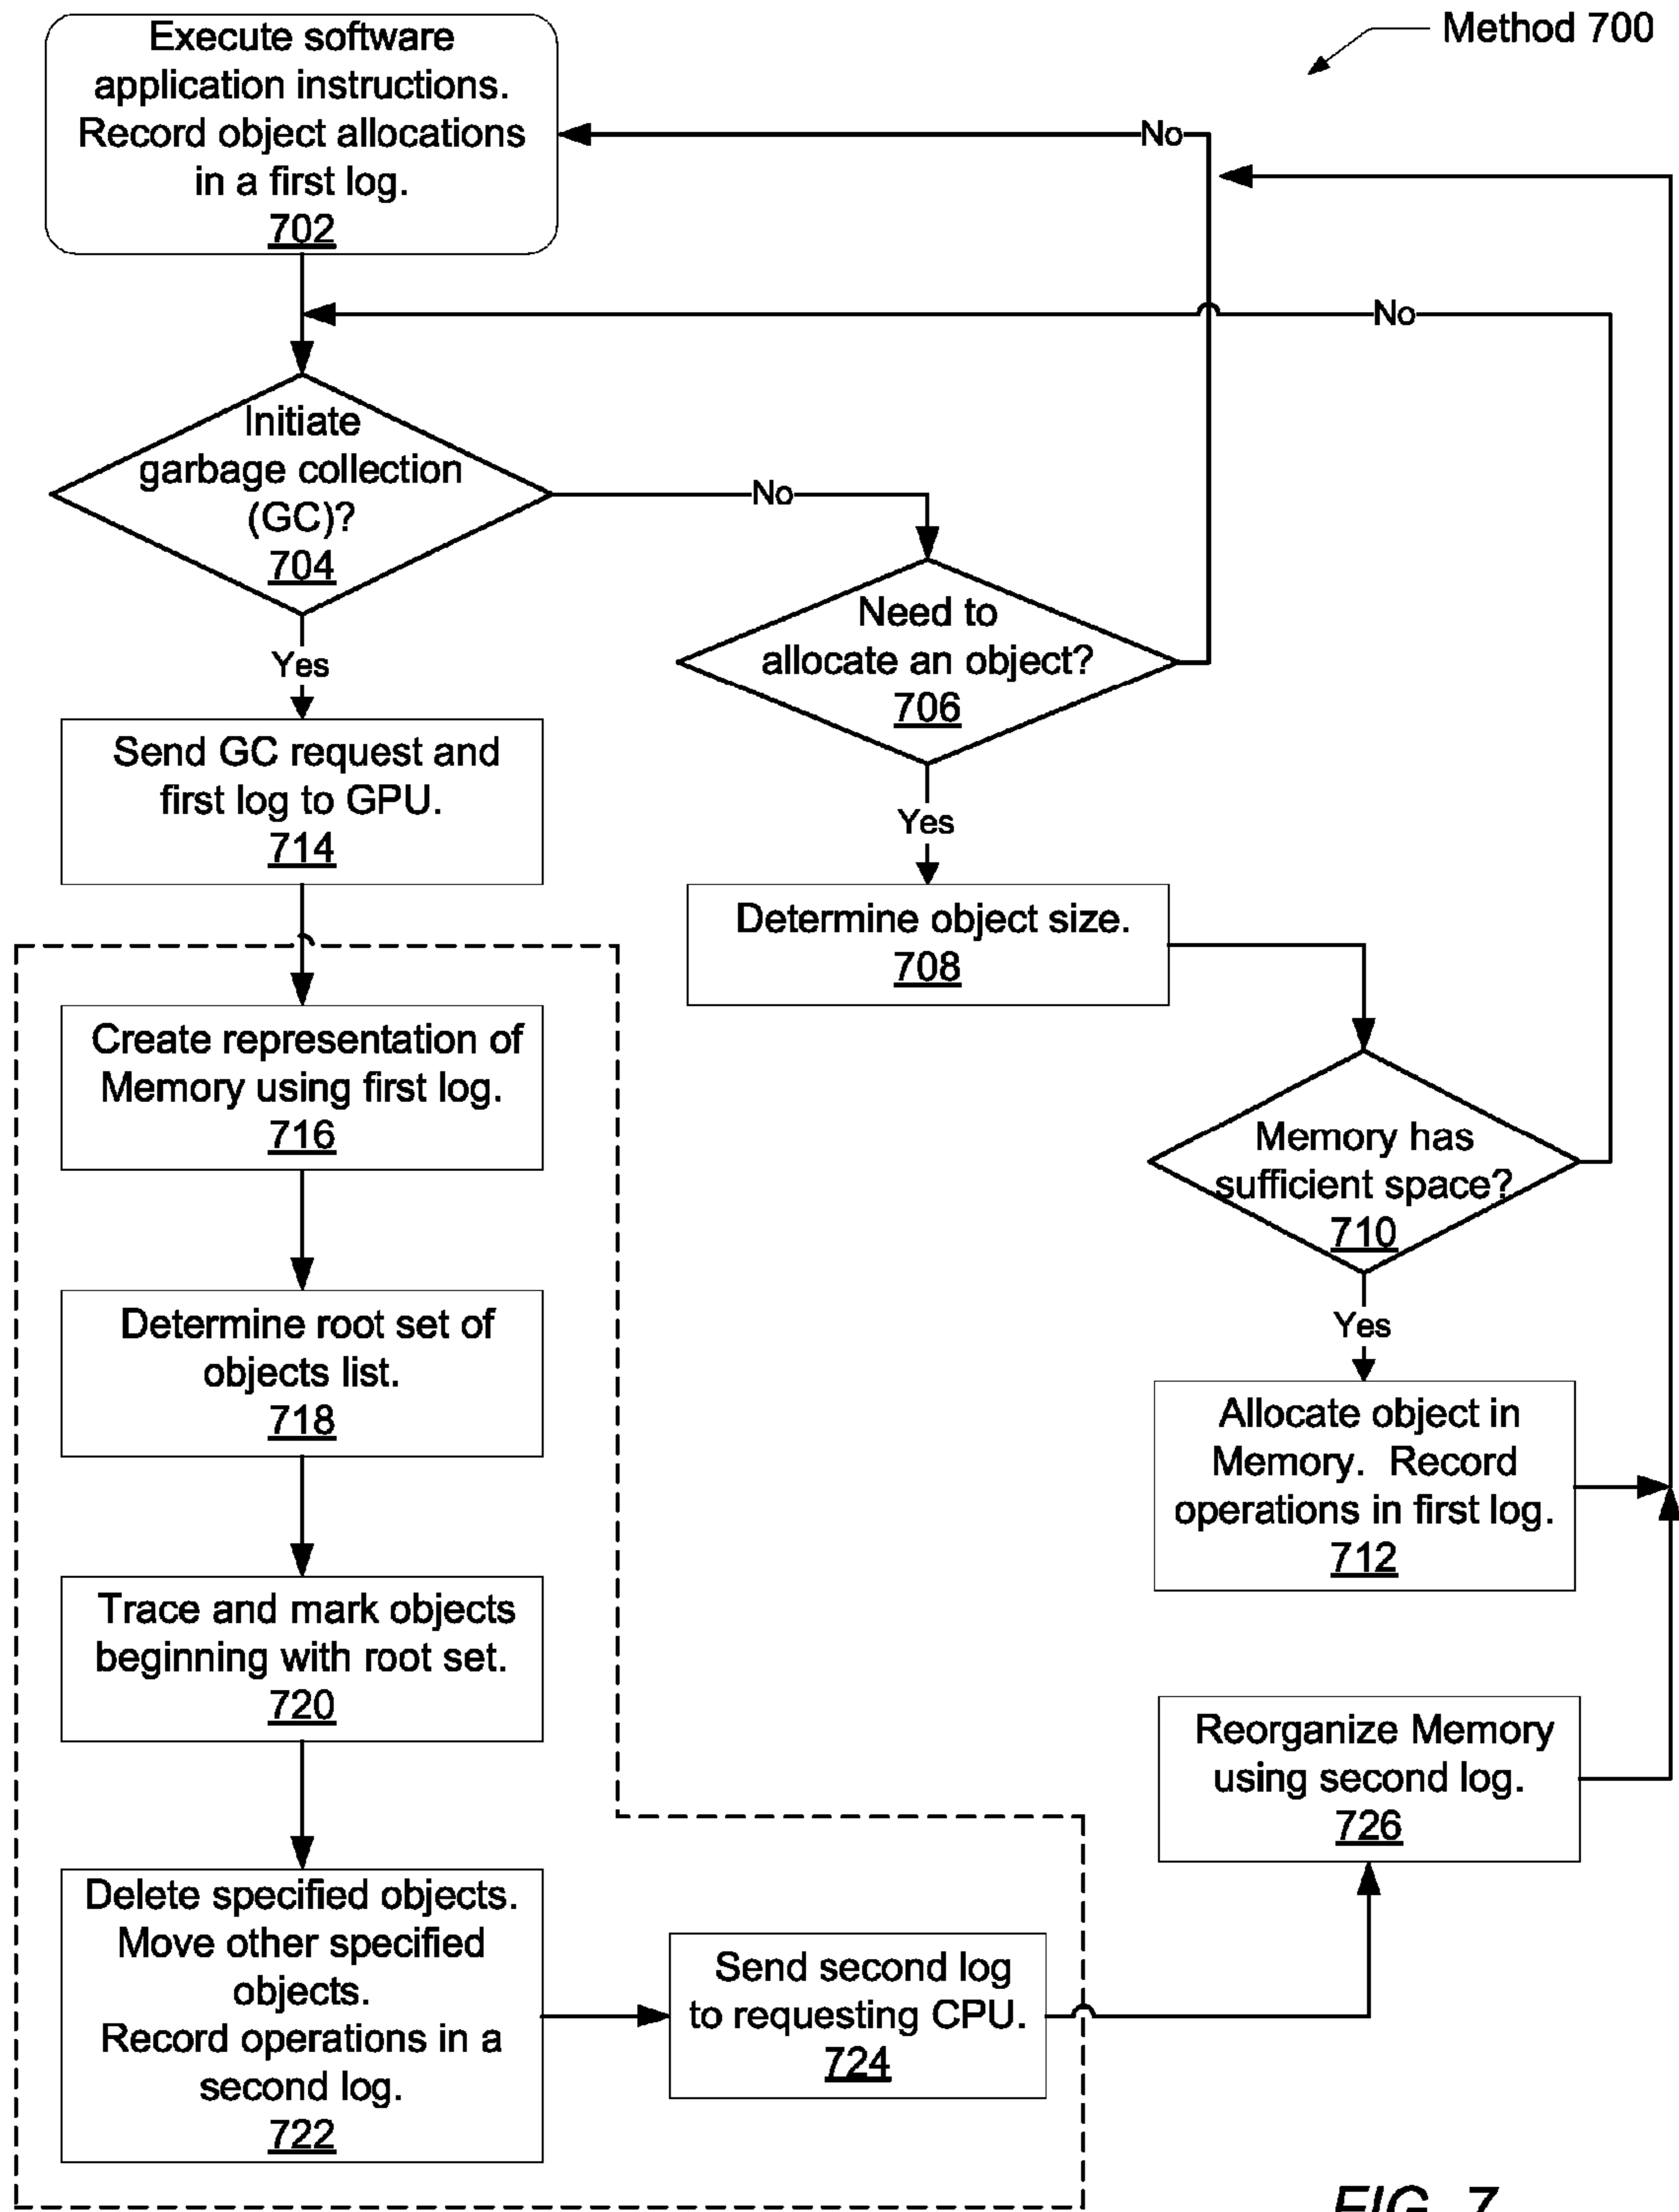 Method 700
Execute software
application instructions.
Record object allocations
in a first log.
702
No
No
Initiate
garbage collection
(GC)?
704
No
Yes
Need to
allocate an object?
706
Yes
Send GC request and
first log to GPU.
714
Determine object size.
708
Create representation of
Memory using first log.
716
Memory has
sufficient space?
710
Yes
Determine root set of
objects list.
718
Allocate object in
Memory. Record
operations in first log.
712
Trace and mark objects
beginning with root set.
720
Reorganize Memory
using second log.
726
Delete specified objects.
Move other specified
objects.
Record operations in a
second log.
722
Send second log
to requesting CPU.
724
FIG. 7